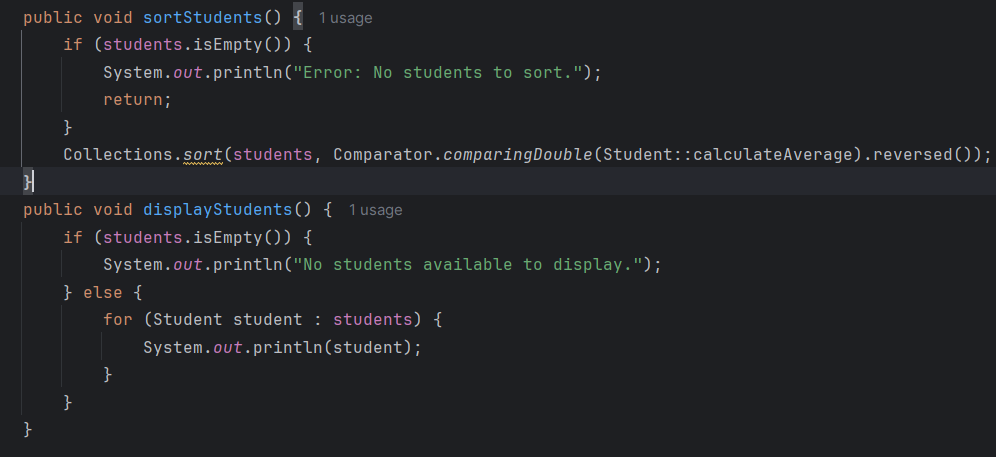 public void sortStudents() { 1 usage
    if (students.isEmpty()) {
        System.out.println("Error: No students to sort.");
        return;
    }
    Collections.sort(students, Comparator.comparingDouble(Student::calculateAverage).reversed());
}
public void displayStudents() { 1 usage
    if (students.isEmpty()) {
        System.out.println("No students available to display.");
    } else {
        for (Student student : students) {
            System.out.println(student);
        }
    }
}